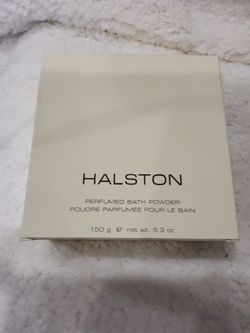 HALSTON
PERFUMED BATH POWDER
POUDRE PARFUMÉE POUR LE BAIN
150 g ℮ net wt. 5.3 oz.